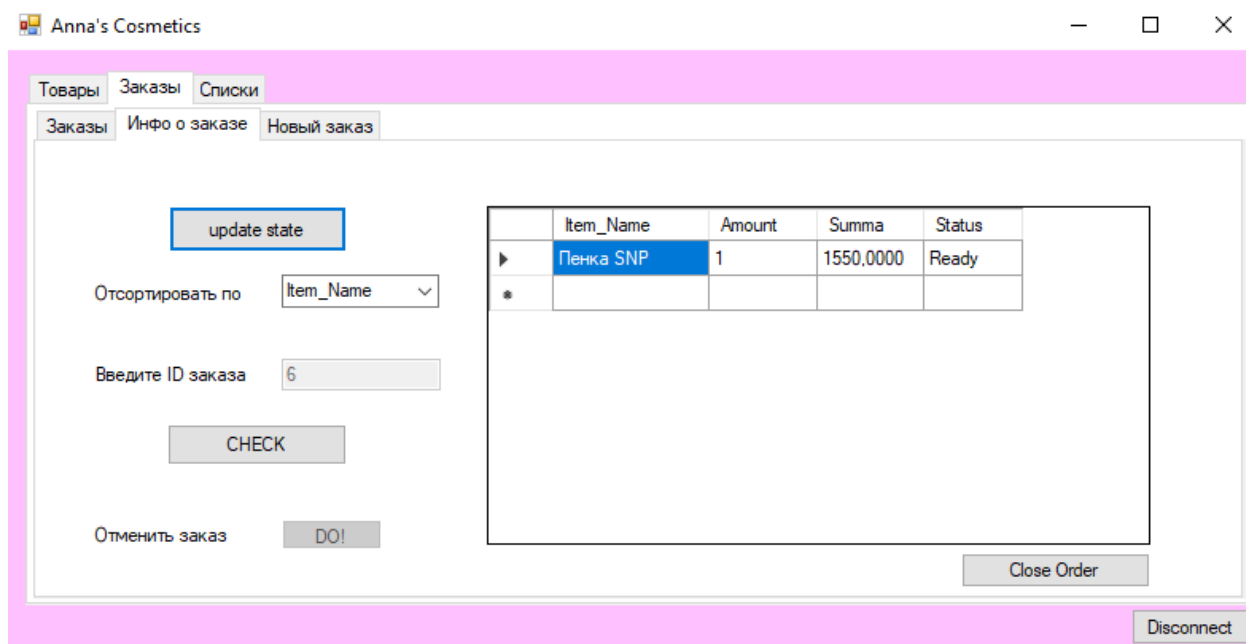 Anna's Cosmetics
Товары Заказы Списки
Заказы Инфо о заказе Новый заказ
update state
Отсортировать по Item_Name
Введите ID заказа 6
CHECK
Отменить заказ DO!
Item_Name Amount Summa Status
Пенка SNP 1 1550,0000 Ready
Close Order
Disconnect